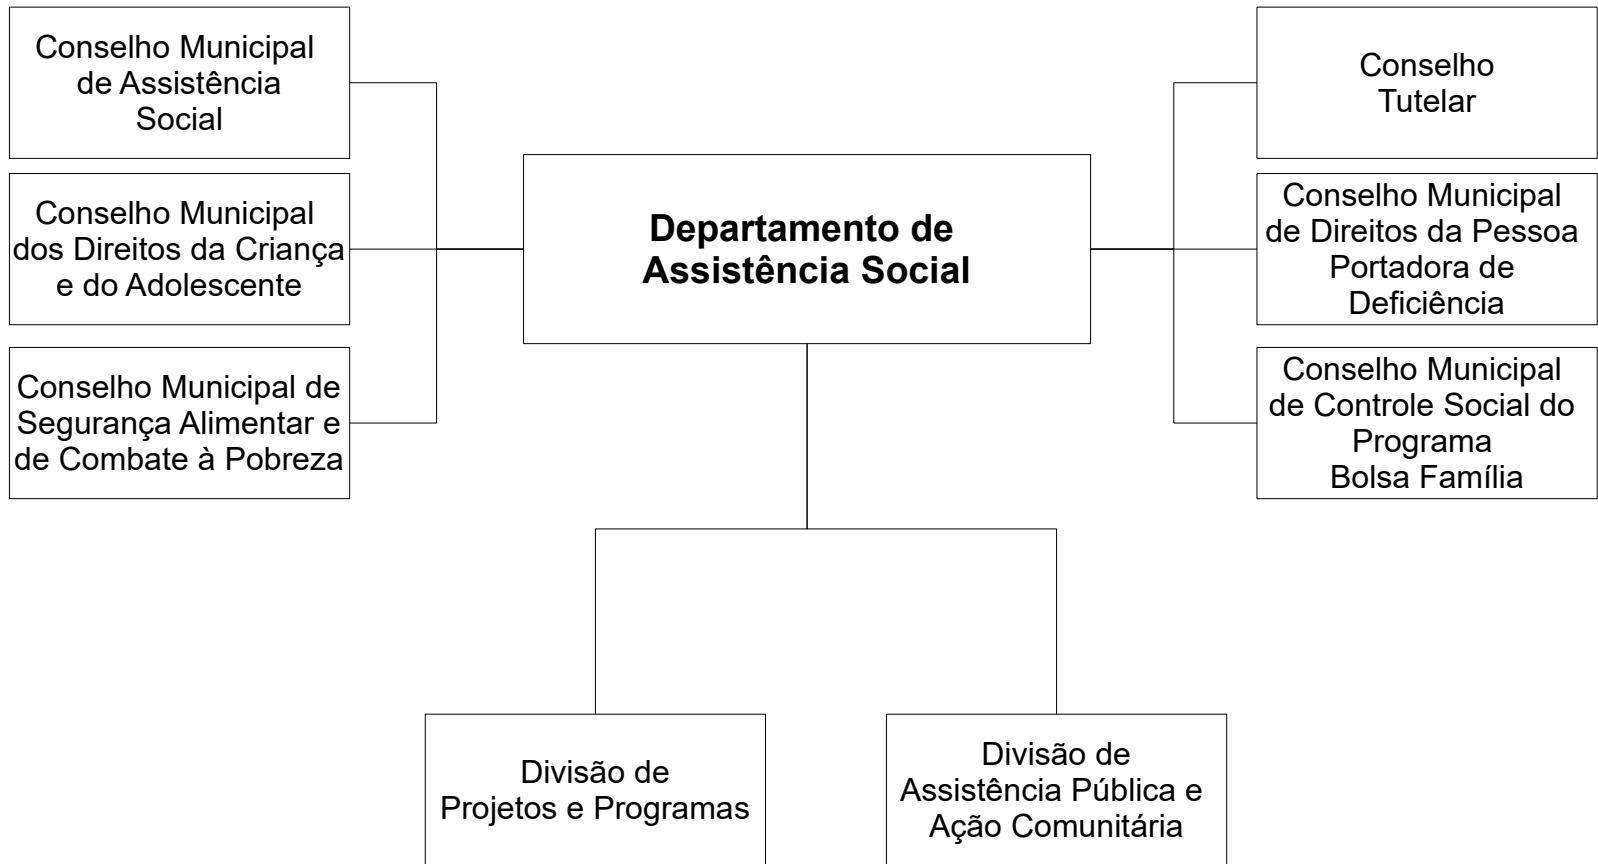 Conselho Municipal
de Assistência
Social
Conselho Municipal
dos Direitos da Criança
e do Adolescente
Conselho Municipal de
Segurança Alimentar e
de Combate à Pobreza
Departamento de
Assistência Social
Conselho
Tutelar
Conselho Municipal
de Direitos da Pessoa
Portadora de
Deficiência
Conselho Municipal
de Controle Social do
Programa
Bolsa Família
Divisão de
Projetos e Programas
Divisão de
Assistência Pública e
Ação Comunitária